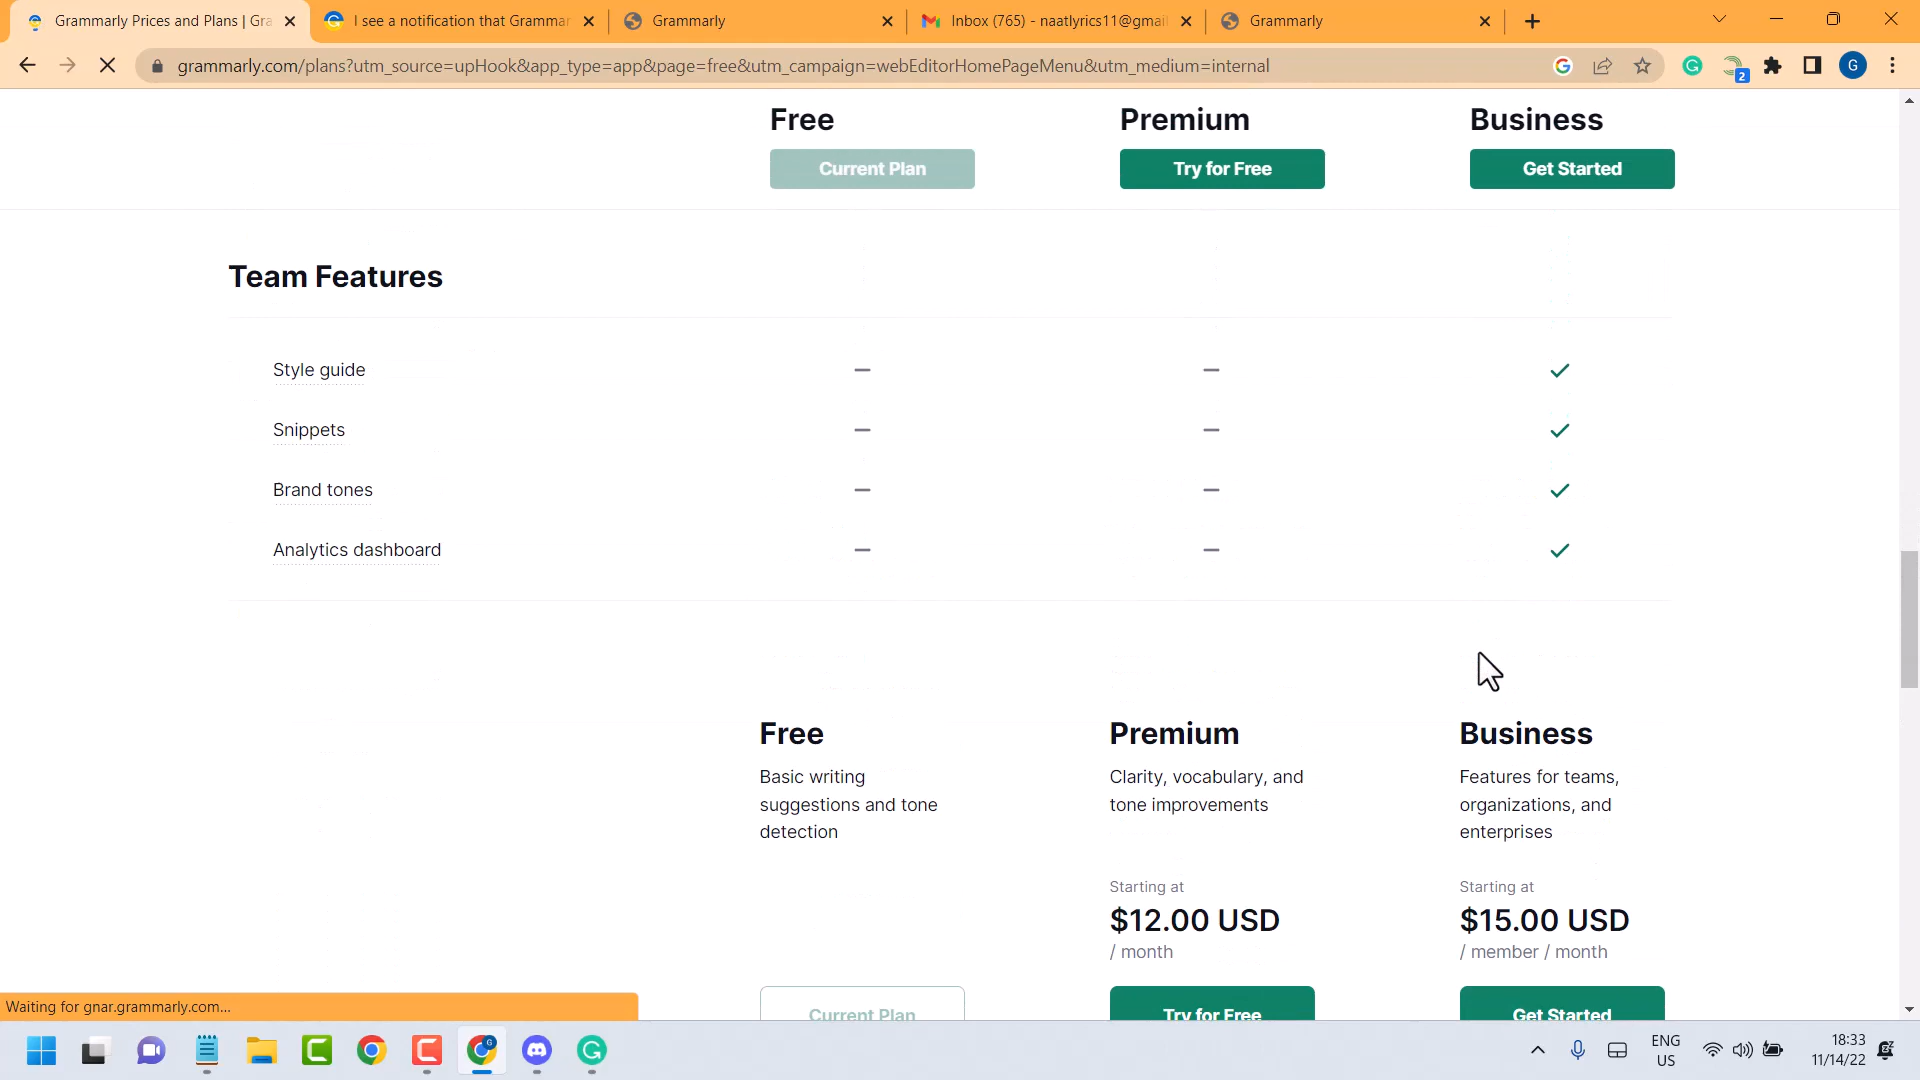 Grammarly Prices and Plans | Gra
I see a notification that Grammar
Grammarly
Inbox (765) - naatlyrics11@gmail
Grammarly
grammarly.com/plans?utm_source=upHook&app_type=app&page=free&utm_campaign=webEditorHomePageMenu&utm_medium=internal
2
G
Free
Premium
Business
Current Plan
Try for Free
Get Started
Team Features
Style guide
Snippets
Brand tones
Analytics dashboard
Free
Premium
Business
Basic writing
suggestions and tone
detection
Clarity, vocabulary, and
tone improvements
Features for teams,
organizations, and
enterprises
Starting at
$12.00 USD
/ month
Starting at
$15.00 USD
/ member / month
Current Plan
Try for Free
Get Started
Waiting for gnar.grammarly.com...
ENG
US
18:33
11/14/22